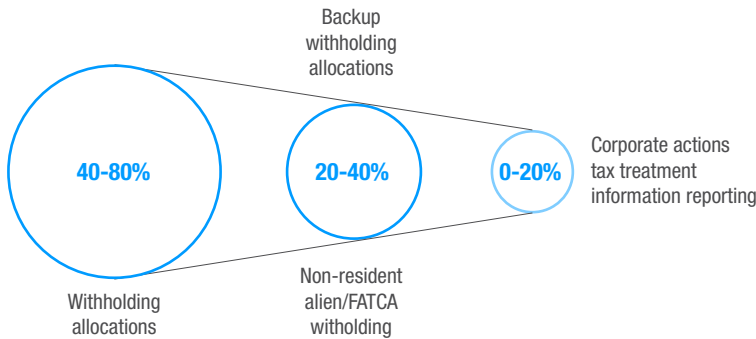 Backup
withholding
allocations
40-80%
20-40%
0-20%
Corporate actions
tax treatment
information reporting
Withholding
allocations
Non-resident
alien/FATCA
witholding